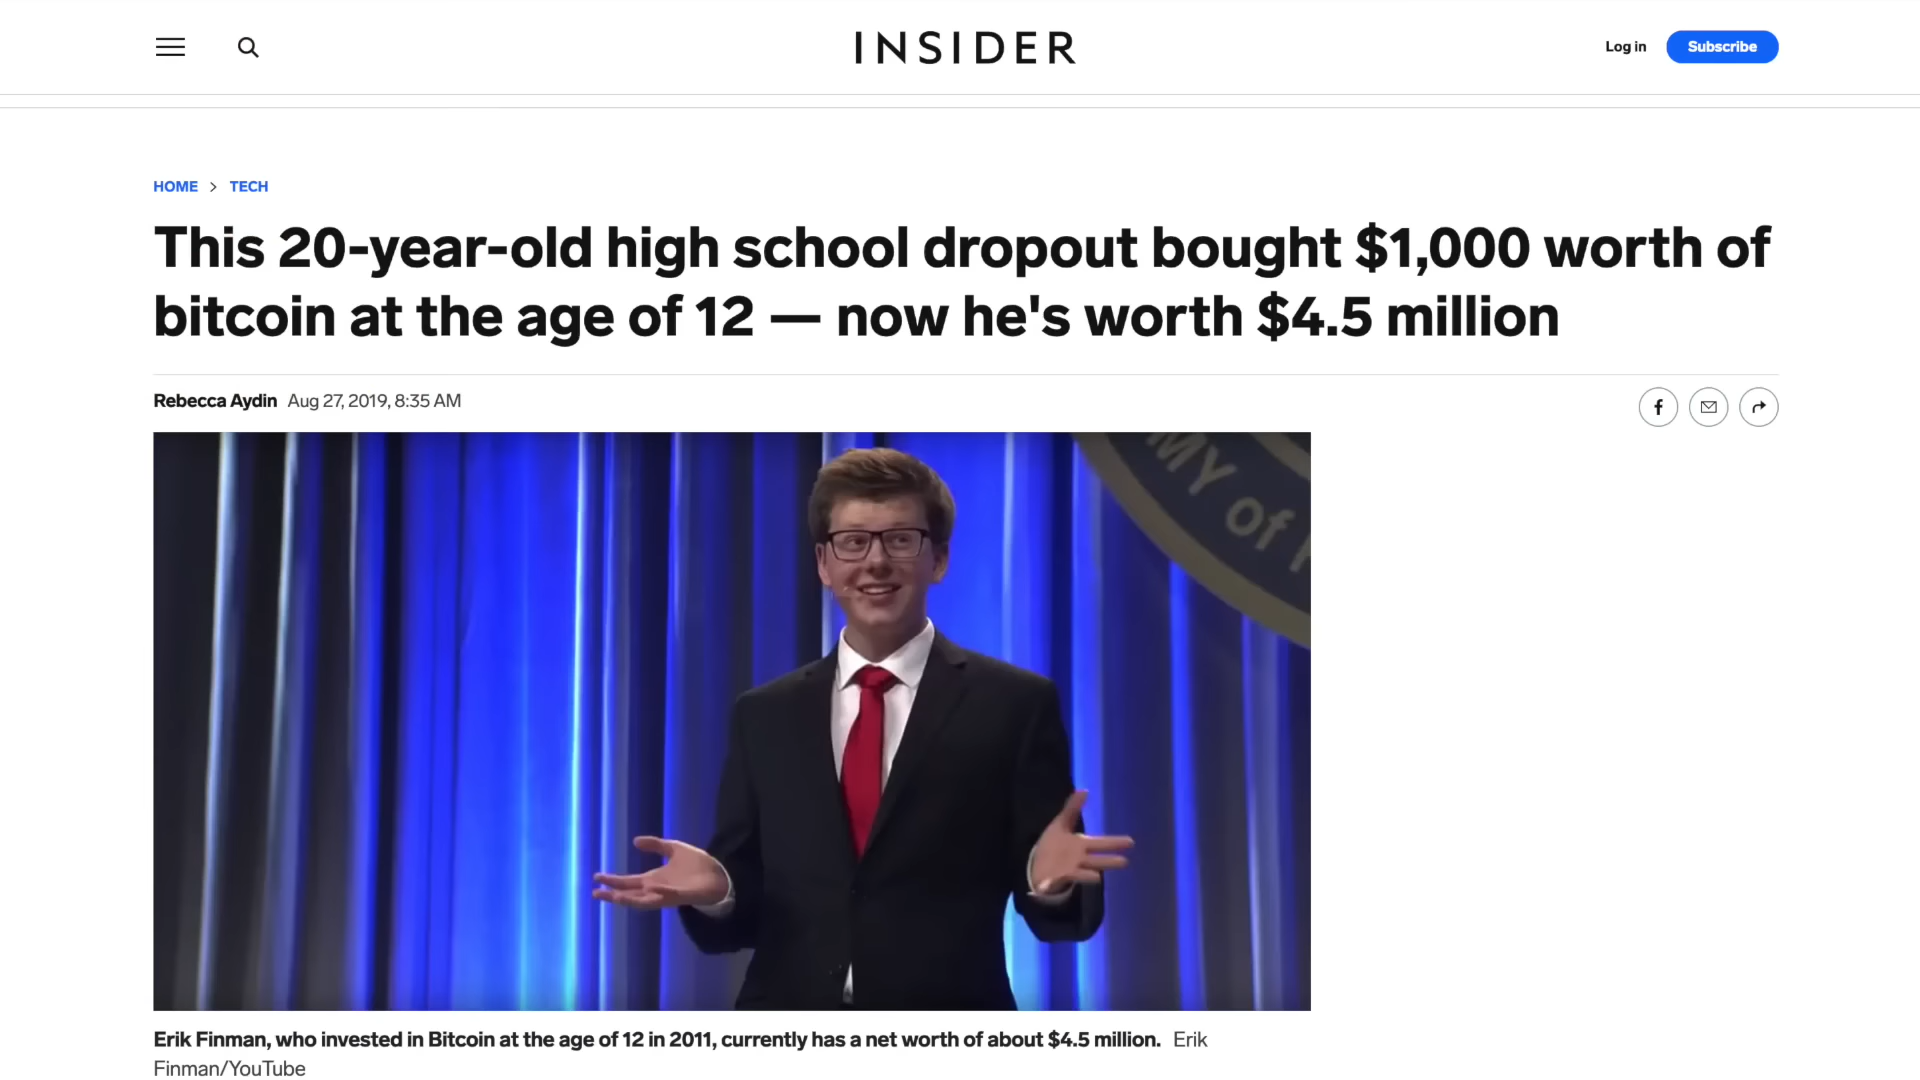 INSIDER
Log in
Subscribe
HOME > TECH
This 20-year-old high school dropout bought $1,000 worth of
bitcoin at the age of 12 — now he's worth $4.5 million
Rebecca Aydin Aug 27, 2019, 8:35 AM
MY of
Erik Finman, who invested in Bitcoin at the age of 12 in 2011, currently has a net worth of about $4.5 million. Erik
Finman/YouTube